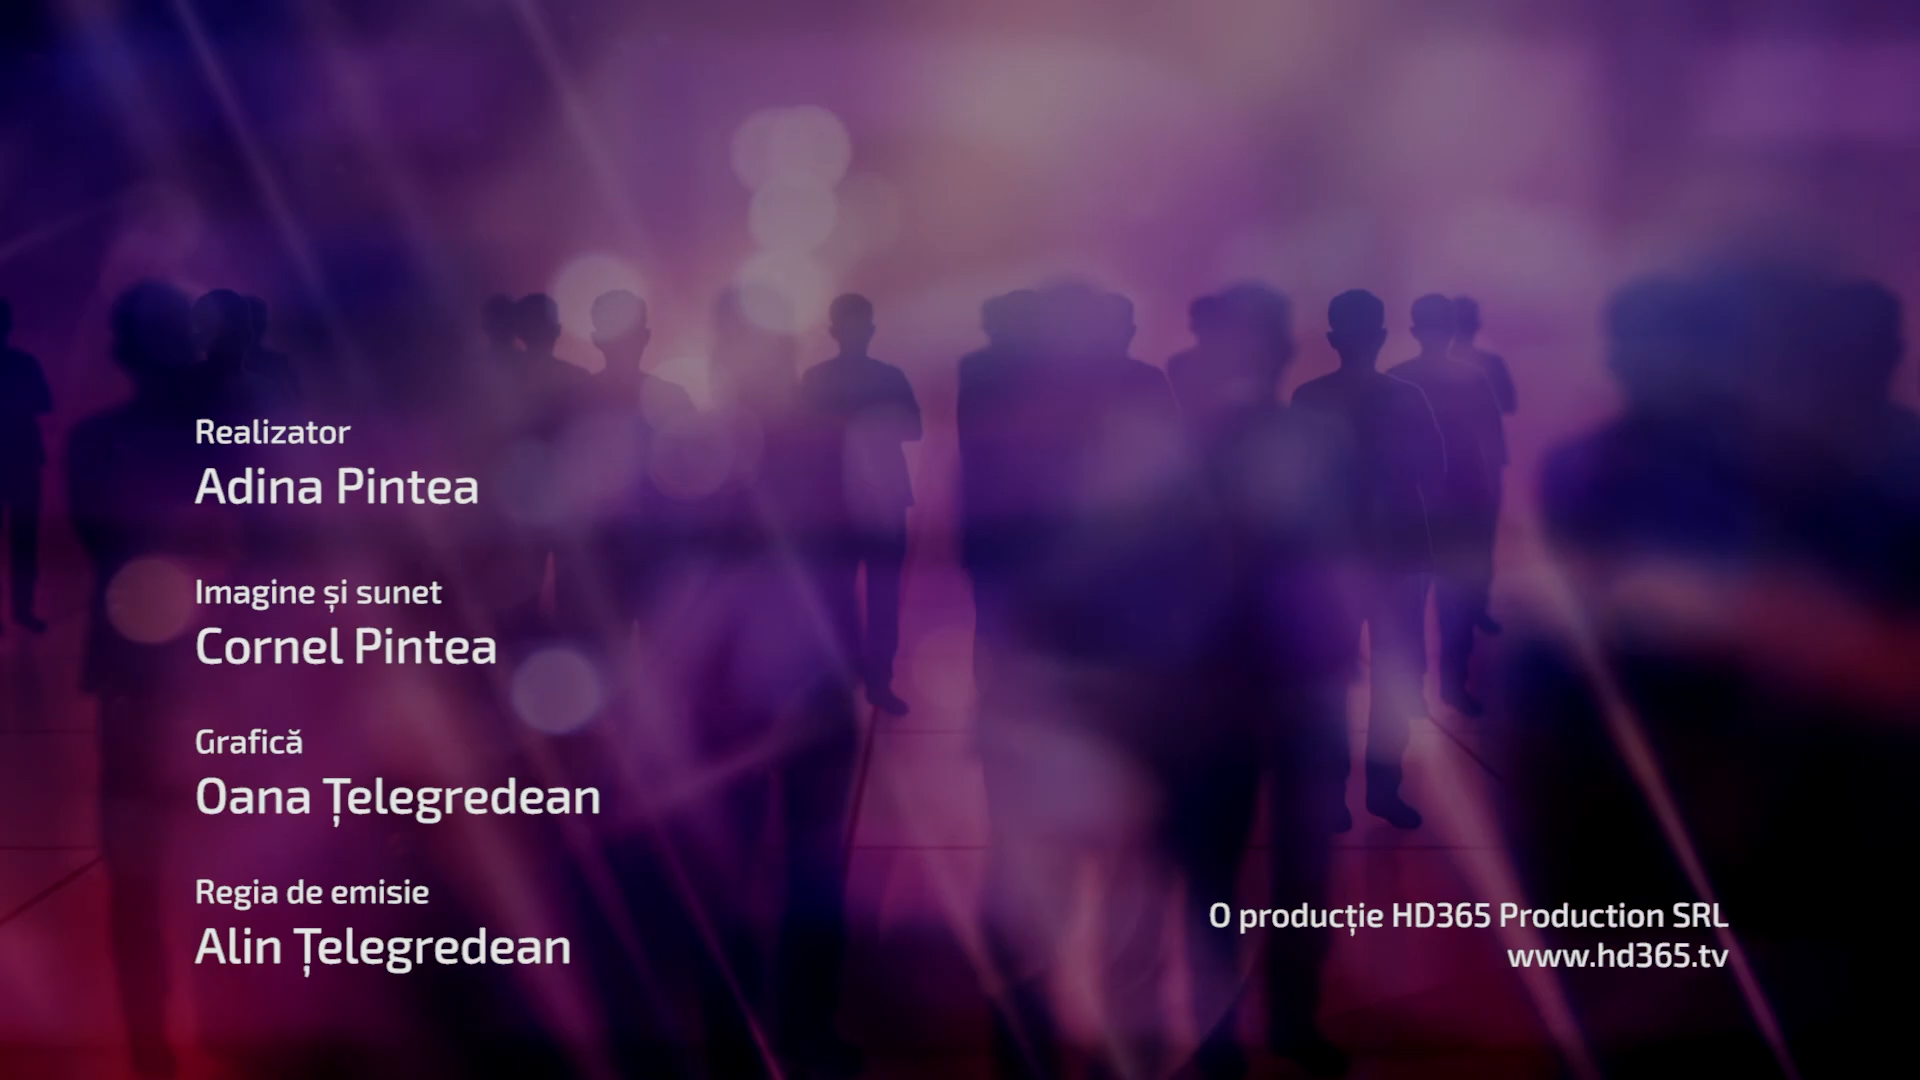 Realizator
Adina Pintea
Imagine și sunet
Cornel Pintea
Grafică
Oana Țelegredean
Regia de emisie
Alin Țelegredean
O producție HD365 Production SRL
www.hd365.tv